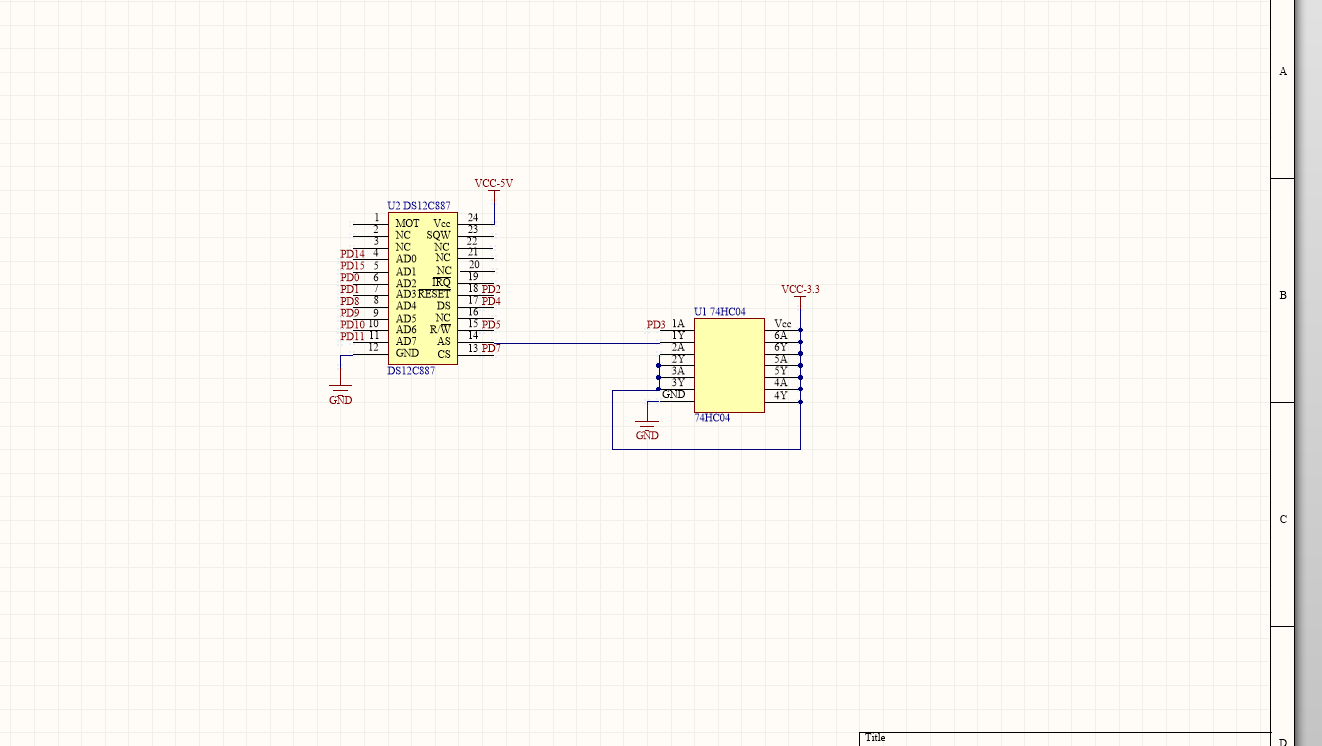 A
VCC-5V
U2 DS12C887
1 MOT Vcc 24
2 NC SQW 23
3 NC NC 22
PD14 4 AD0 NC 21
PD15 5 AD1 NC 20
PD0 6 AD2 IRQ 19
PD1 7 AD3 RESET 18 PD2
PD8 8 AD4 DS 17 PD4
PD9 9 AD5 NC 16
PD10 10 AD6 R/W 15 PD5
PD11 11 AD7 AS 14
12 GND CS 13 PD7
DS12C887
GND
B
VCC-3.3
U1 74HC04
PD3 1A Vcc
1Y 6A
2A 6Y
2Y 5A
3A 5Y
3Y 4A
GND 4Y
74HC04
GND
C
Title
D